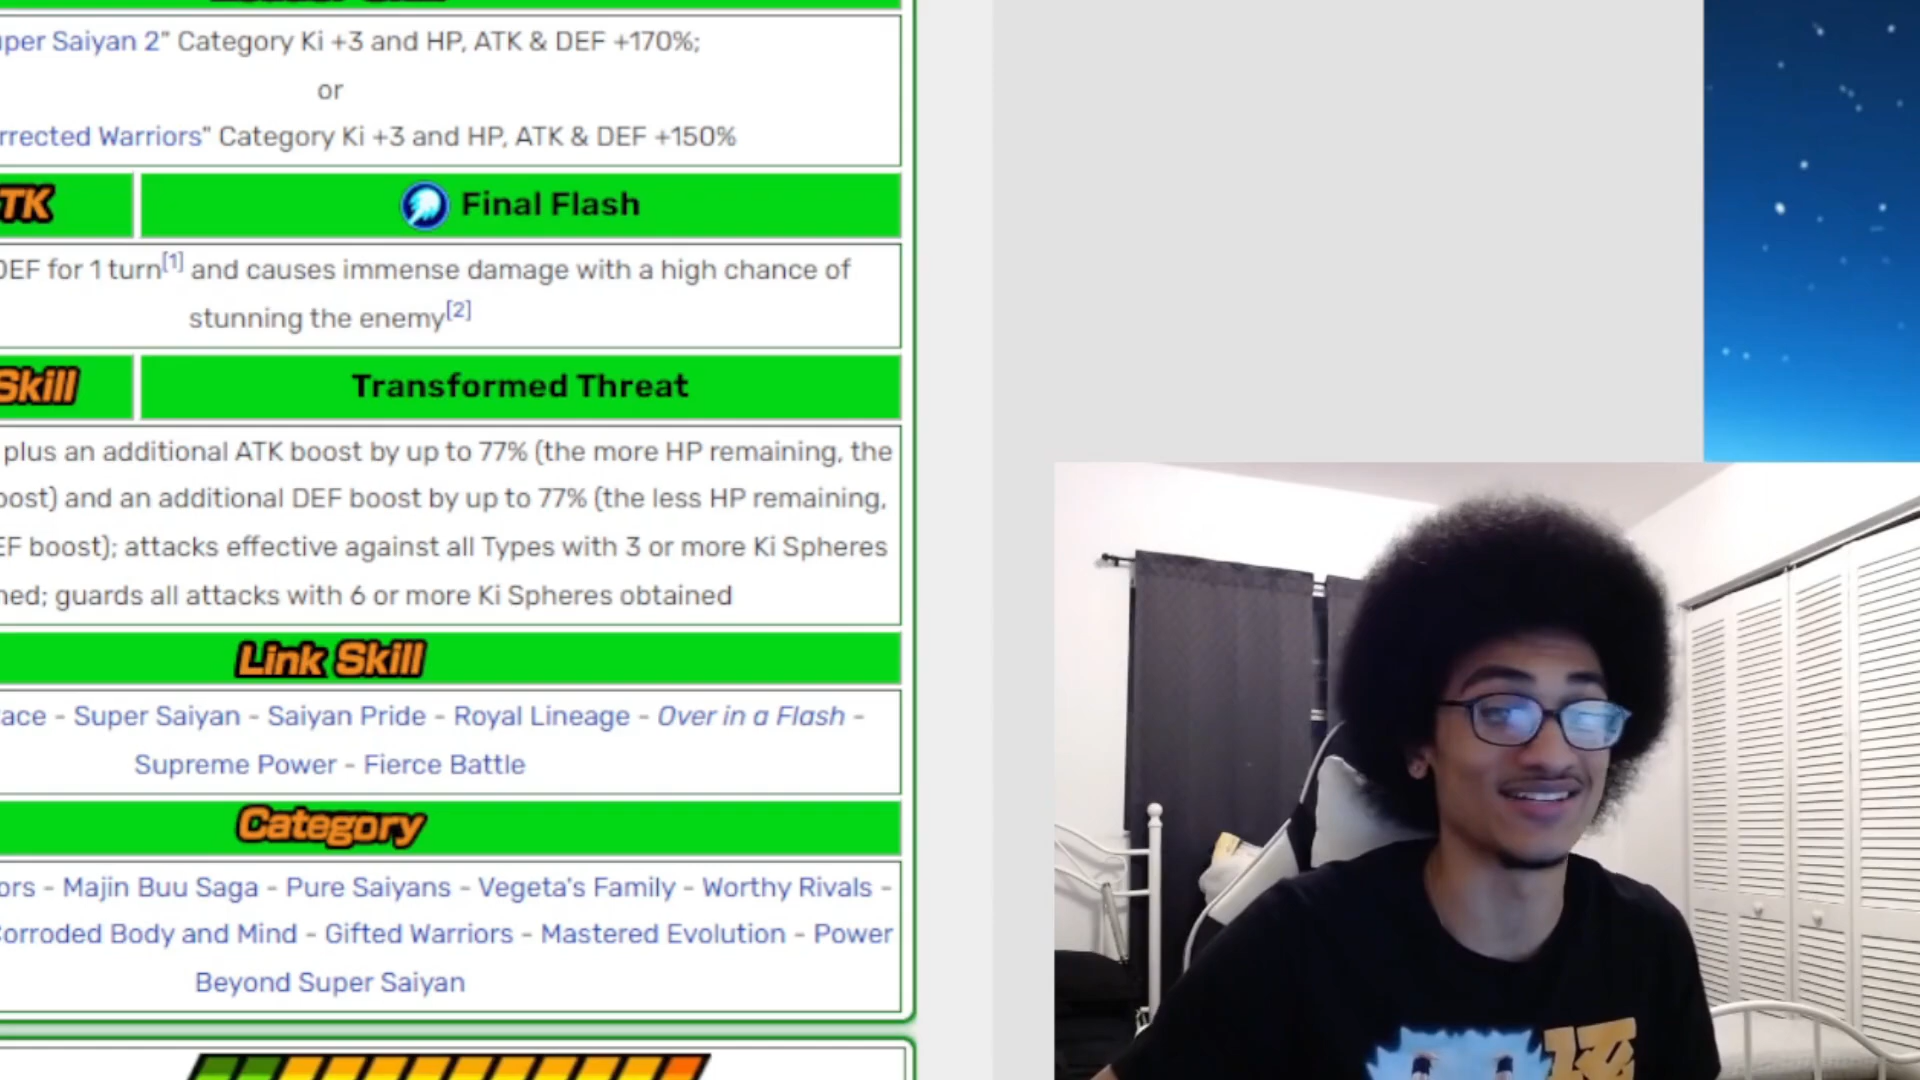 per Saiyan 2" Category Ki +3 and HP, ATK & DEF +170%;
or
rrected Warriors" Category Ki +3 and HP, ATK & DEF +150%
TK
Final Flash
DEF for 1 turn[1] and causes immense damage with a high chance of
stunning the enemy[2]
Skill
Transformed Threat
plus an additional ATK boost by up to 77% (the more HP remaining, the
oost) and an additional DEF boost by up to 77% (the less HP remaining,
EF boost); attacks effective against all Types with 3 or more Ki Spheres
ned; guards all attacks with 6 or more Ki Spheres obtained
Link Skill
ace - Super Saiyan - Saiyan Pride - Royal Lineage - Over in a Flash -
Supreme Power - Fierce Battle
Category
ors - Majin Buu Saga - Pure Saiyans - Vegeta's Family - Worthy Rivals -
Corroded Body and Mind - Gifted Warriors - Mastered Evolution - Power
Beyond Super Saiyan